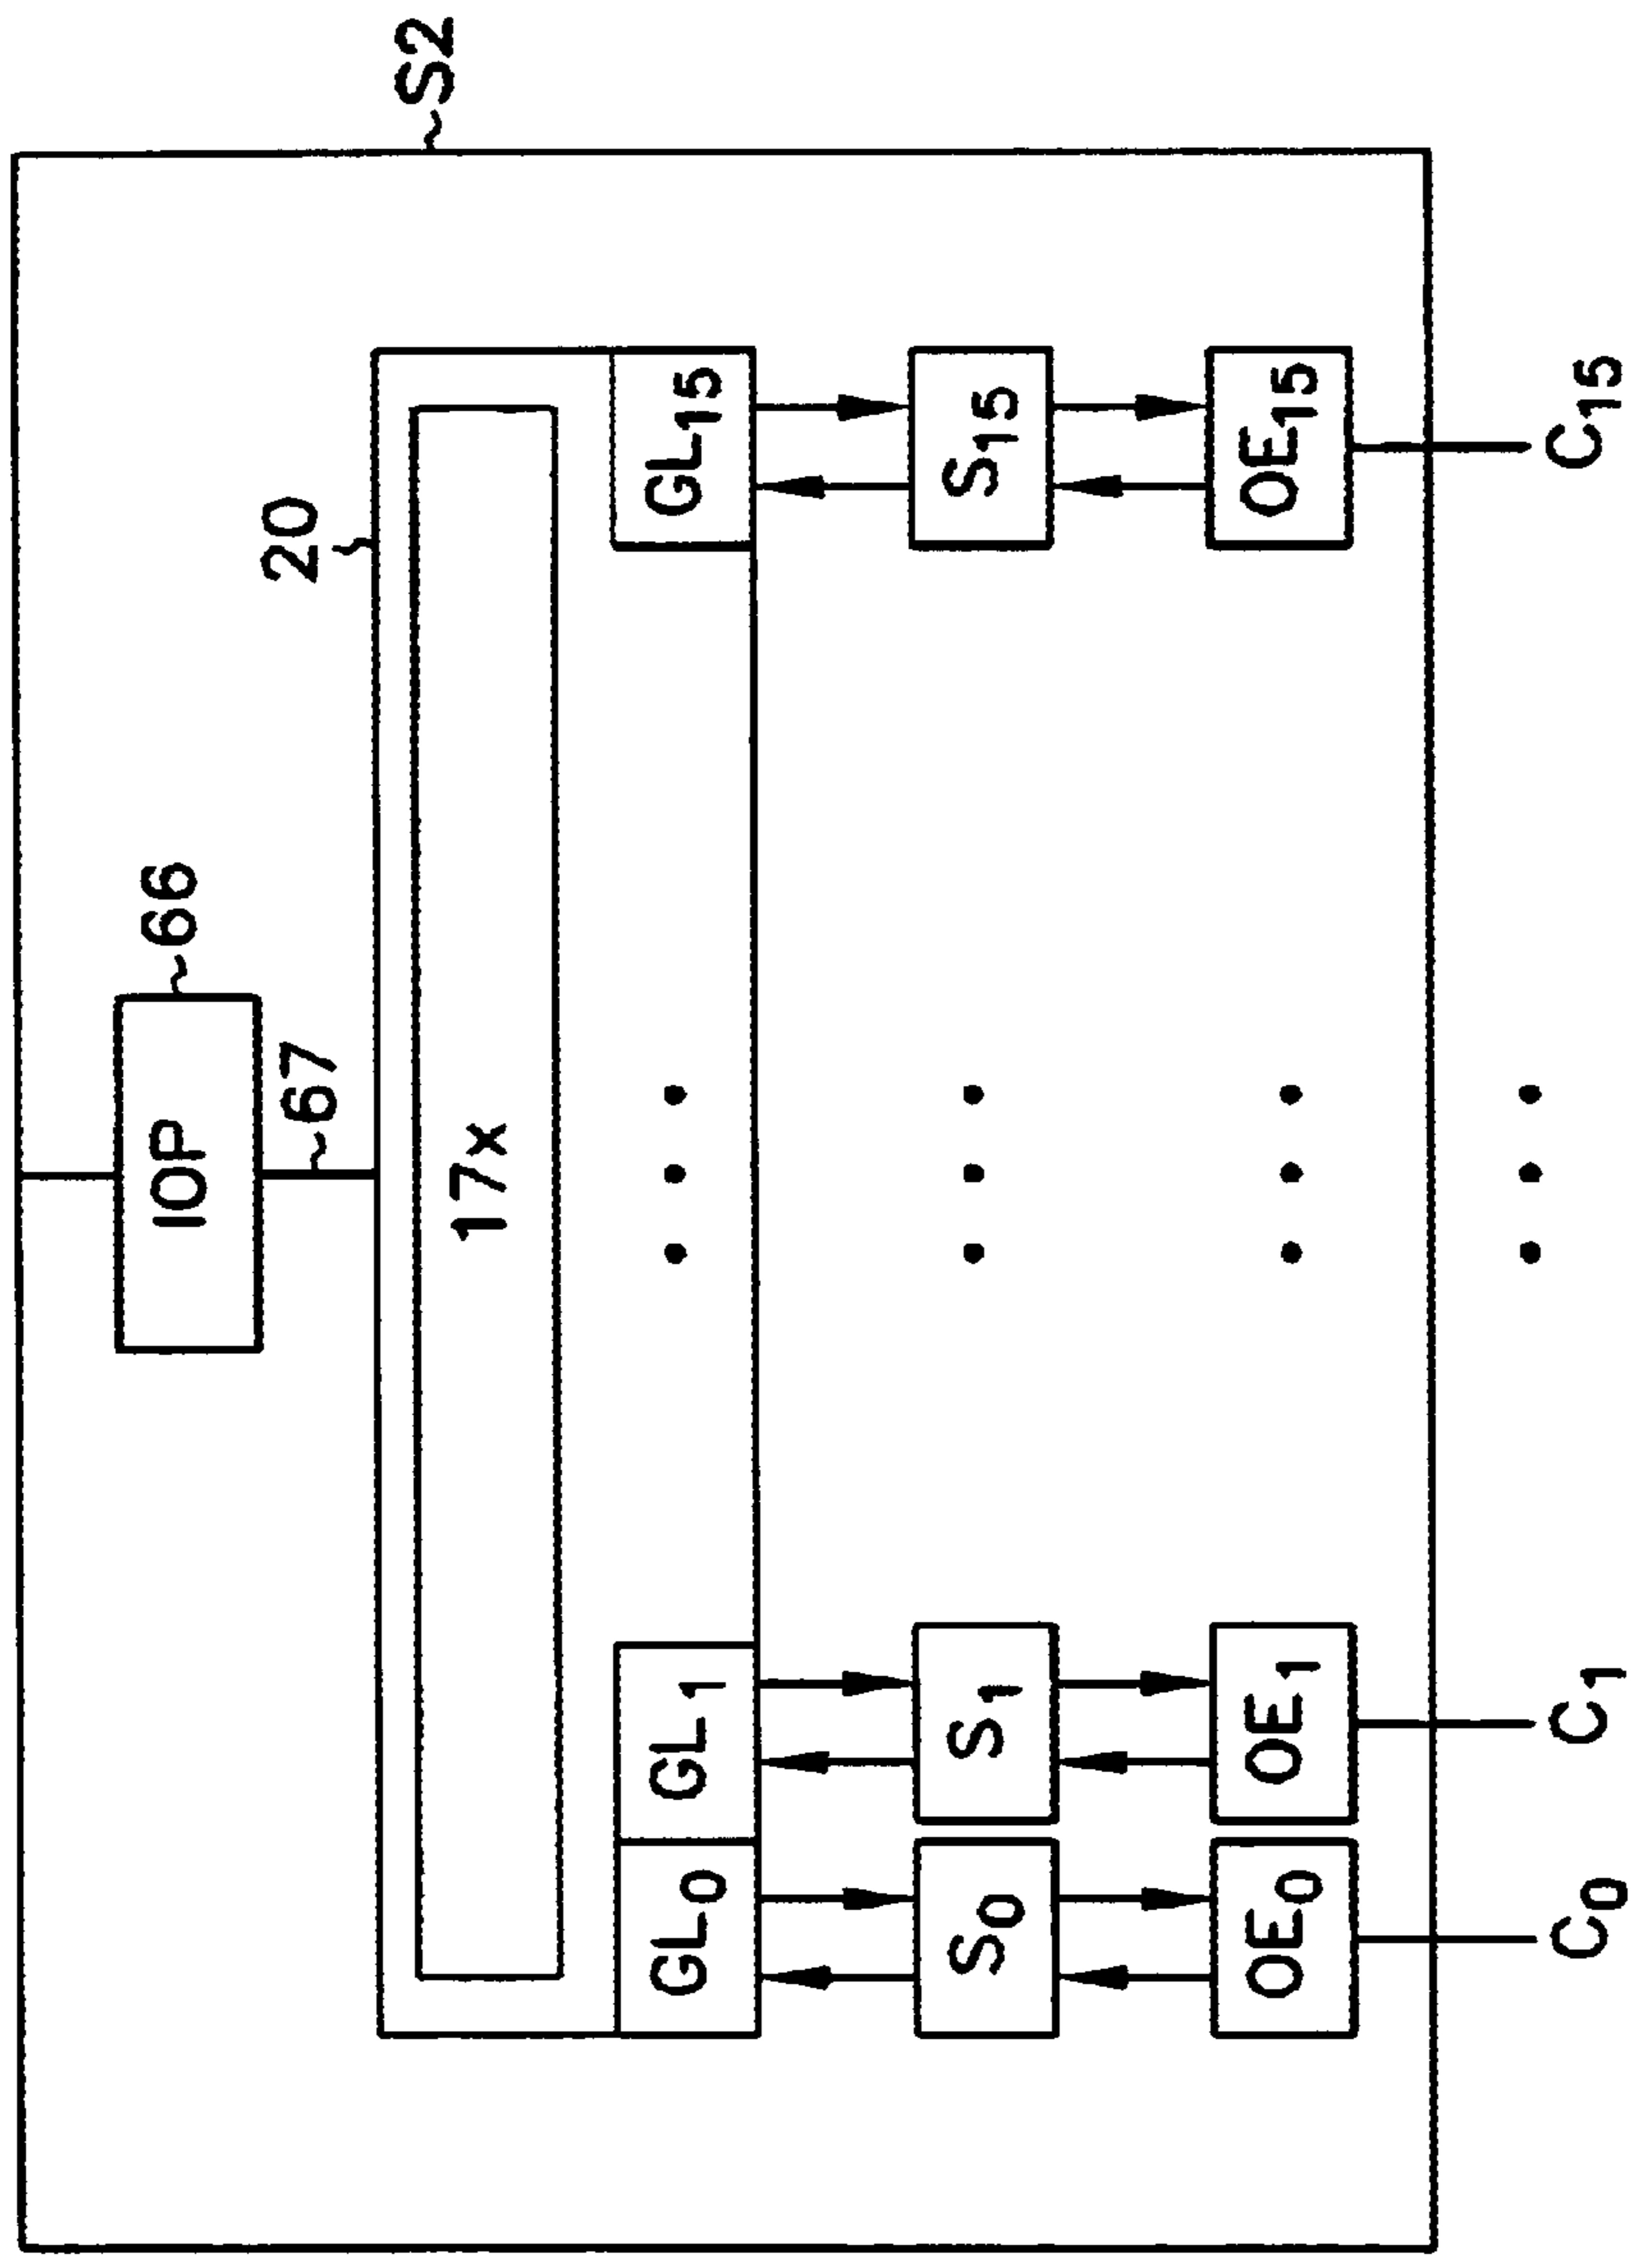 IOP 66
67
20
S2
17x
GL₀ GL₁ • • • GL₁₅
S₀ S₁ • • • S₁₅
OE₀ OE₁ • • • OE₁₅
C₀ C₁ • • • C₁₅